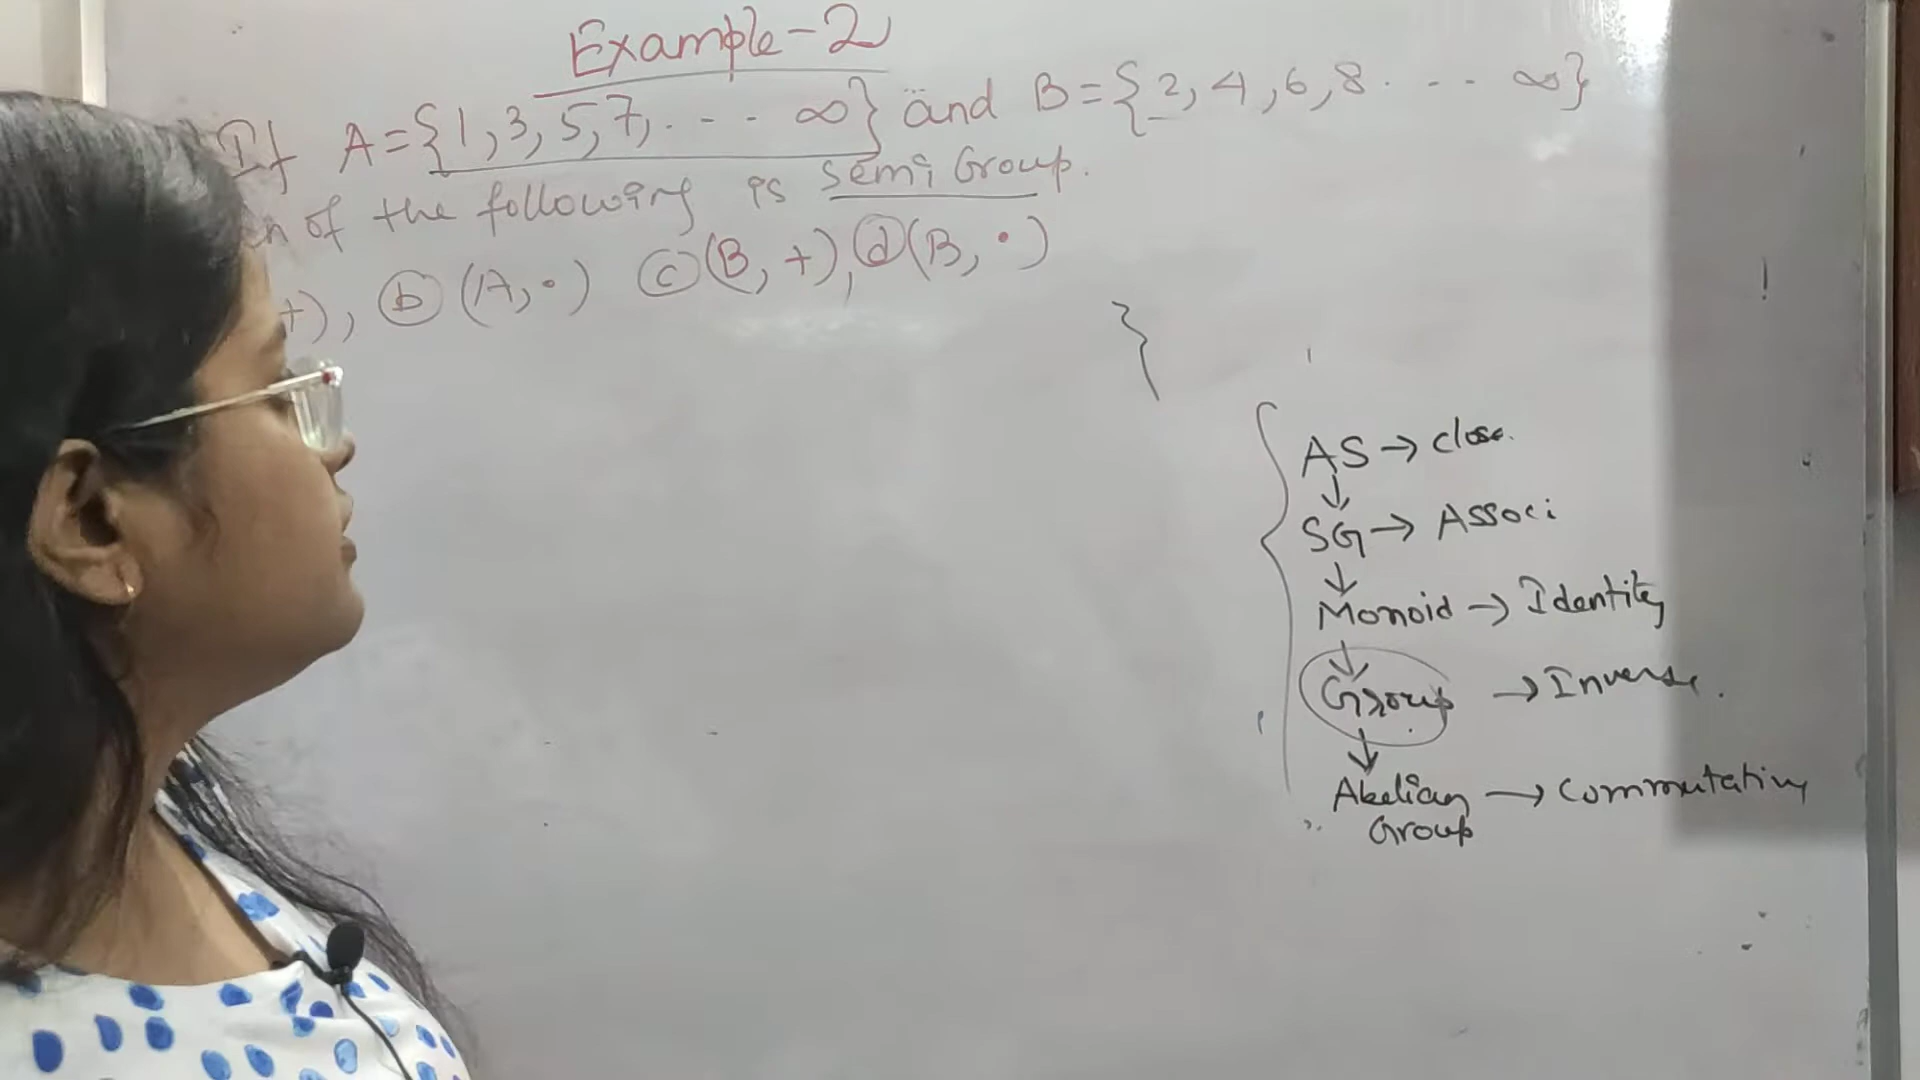 Example-2
If A={1,3,5,7,. - - - ∞} and B={2,4,6,8. - - - ∞}
of the following is semi Group.
+), ⓑ (A, •) ⓒ (B, +), ⓓ (B, •)
}
{
AS → close.
↓
SG → Associ
↓
Monoid → Identity
↓
Group → Inverse.
↓
Abelian → Commutative
Group